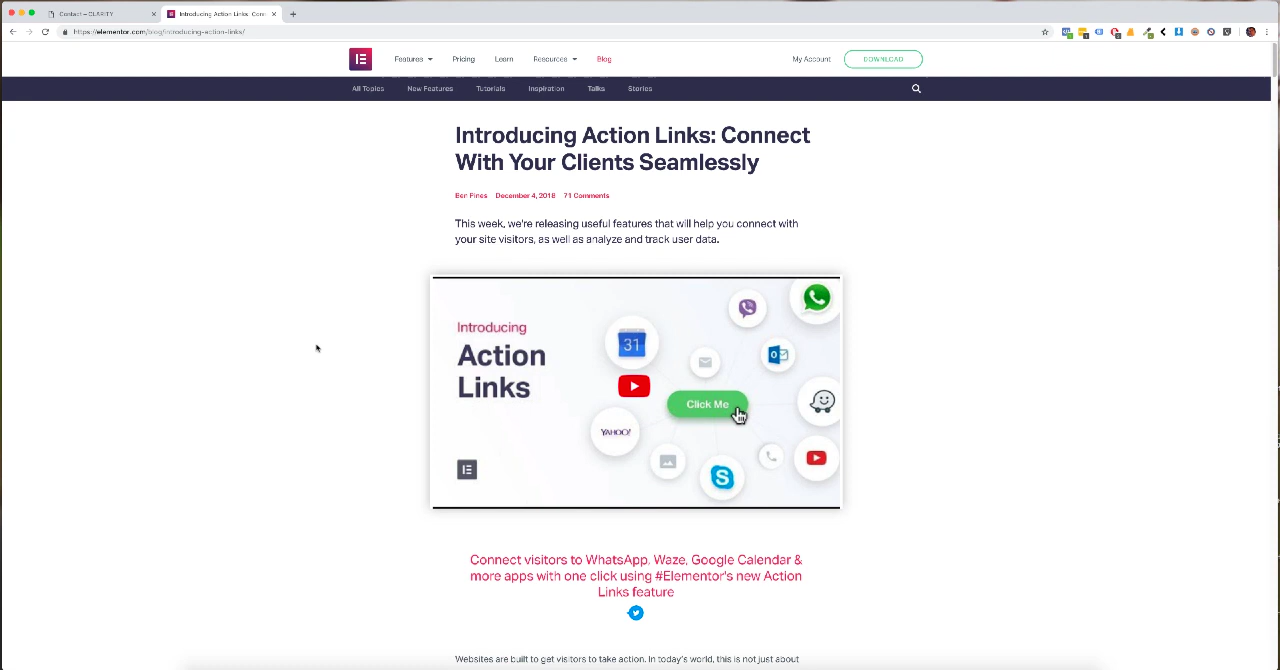 Contact – CLARITY
Introducing Action Links: Conn
https://elementor.com/blog/introducing-action-links/
Features
Pricing
Learn
Resources
Blog
My Account
DOWNLOAD
All Topics
New Features
Tutorials
Inspiration
Talks
Stories
Introducing Action Links: Connect
With Your Clients Seamlessly
Ben Pines December 4, 2018 71 Comments
This week, we're releasing useful features that will help you connect with
your site visitors, as well as analyze and track user data.
Introducing
Action
Links
31
Click Me
YAHOO!
Connect visitors to WhatsApp, Waze, Google Calendar &
more apps with one click using #Elementor's new Action
Links feature
Websites are built to get visitors to take action. In today's world, this is not just about